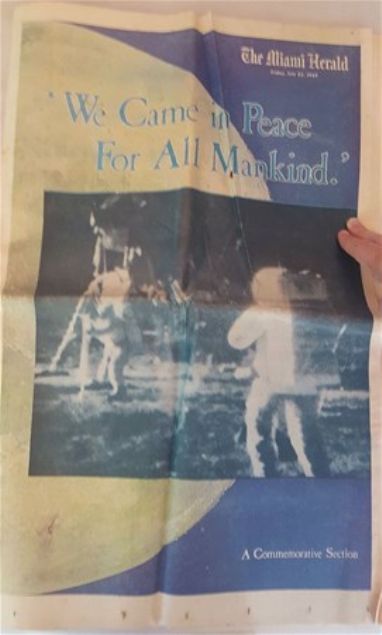 The Miami Herald
'We Came in Peace
For All Mankind.'
A Commemorative Section